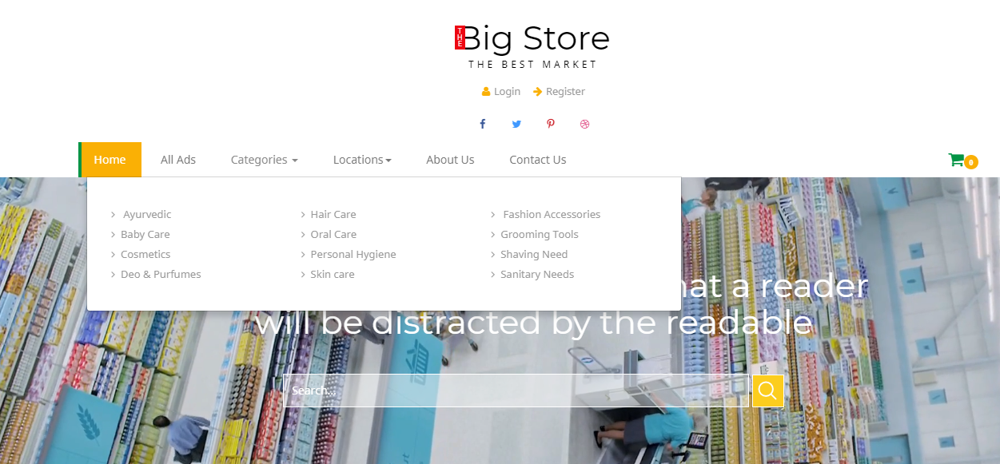 THE
Big Store
THE BEST MARKET
Login Register
Home All Ads Categories Locations About Us Contact Us 0
Ayurvedic Hair Care Fashion Accessories
Baby Care Oral Care Grooming Tools
Cosmetics Personal Hygiene Shaving Need
Deo & Purfumes Skin care Sanitary Needs
a reader
will be distracted by the readable
Search...